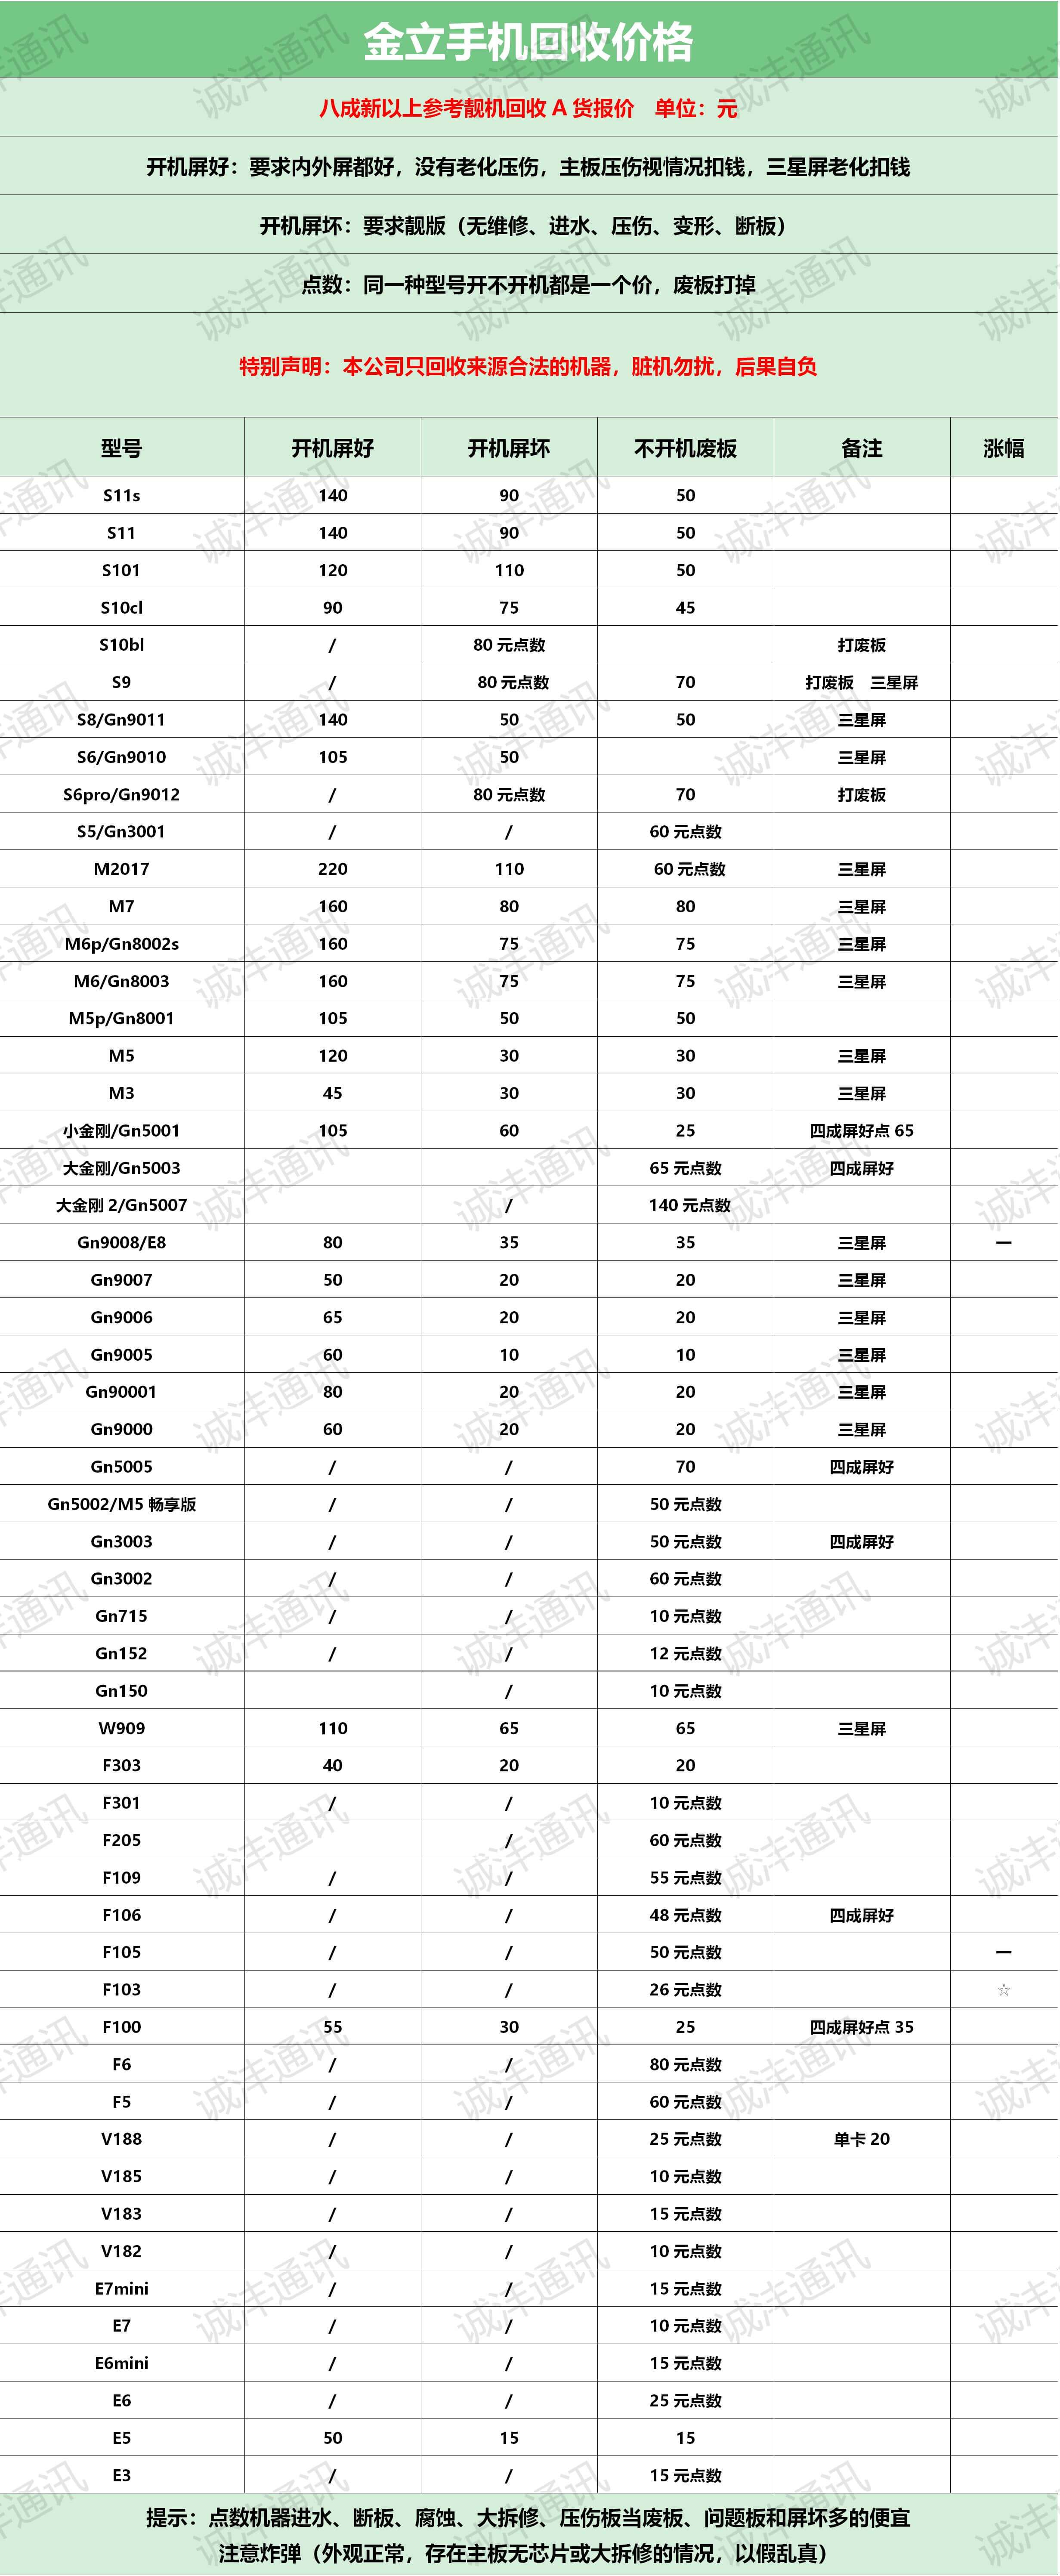 金立手机回收价格
八成新以上参考靓机回收 A 货报价 单位：元
开机屏好：要求内外屏都好，没有老化压伤，主板压伤视情况扣钱，三星屏老化扣钱
开机屏坏：要求靓版（无维修、进水、压伤、变形、断板）
点数：同一种型号开不开机都是一个价，废板打掉
特别声明：本公司只回收来源合法的机器，脏机勿扰，后果自负
型号 开机屏好 开机屏坏 不开机废板 备注 涨幅
S11s 140 90 50
S11 140 90 50
S101 120 110 50
S10cl 90 75 45
S10bl / 80 元点数 打废板
S9 / 80 元点数 70 打废板 三星屏
S8/Gn9011 140 50 50 三星屏
S6/Gn9010 105 50 三星屏
S6pro/Gn9012 / 80 元点数 70 打废板
S5/Gn3001 / / 60 元点数
M2017 220 110 60 元点数 三星屏
M7 160 80 80 三星屏
M6p/Gn8002s 160 75 75 三星屏
M6/Gn8003 160 75 75 三星屏
M5p/Gn8001 105 50 50
M5 120 30 30 三星屏
M3 45 30 30 三星屏
小金刚/Gn5001 105 60 25 四成屏好点 65
大金刚/Gn5003 65 元点数 四成屏好
大金刚 2/Gn5007 / 140 元点数
Gn9008/E8 80 35 35 三星屏 一
Gn9007 50 20 20 三星屏
Gn9006 65 20 20 三星屏
Gn9005 60 10 10 三星屏
Gn90001 80 20 20 三星屏
Gn9000 60 20 20 三星屏
Gn5005 / / 70 四成屏好
Gn5002/M5 畅享版 / / 50 元点数
Gn3003 / / 50 元点数 四成屏好
Gn3002 / / 60 元点数
Gn715 / / 10 元点数
Gn152 / / 12 元点数
Gn150 / 10 元点数
W909 110 65 65 三星屏
F303 40 20 20
F301 / / 10 元点数
F205 / 60 元点数
F109 / / 55 元点数
F106 / / 48 元点数 四成屏好
F105 / / 50 元点数 一
F103 / / 26 元点数 ☆
F100 55 30 25 四成屏好点 35
F6 / / 80 元点数
F5 / / 60 元点数
V188 / / 25 元点数 单卡 20
V185 / / 10 元点数
V183 / / 15 元点数
V182 / / 10 元点数
E7mini / / 15 元点数
E7 / / 10 元点数
E6mini / / 15 元点数
E6 / / 25 元点数
E5 50 15 15
E3 / / 15 元点数
提示：点数机器进水、断板、腐蚀、大拆修、压伤板当废板、问题板和屏坏多的便宜
注意炸弹（外观正常，存在主板无芯片或大拆修的情况，以假乱真）
诚沣通讯